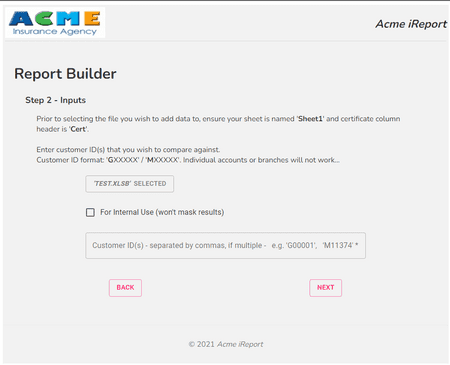 ACME
Insurance Agency
Acme iReport
Report Builder
Step 2 - Inputs
Prior to selecting the file you wish to add data to, ensure your sheet is named 'Sheet1' and certificate column
header is 'Cert'.
Enter customer ID(s) that you wish to compare against.
Customer ID format: 'GXXXXX' / 'MXXXXX'. Individual accounts or branches will not work...
'TEST.XLSB' SELECTED
For Internal Use (won't mask results)
Customer ID(s) - separated by commas, if multiple - e.g. 'G00001', 'M11374' *
BACK
NEXT
© 2021 Acme iReport